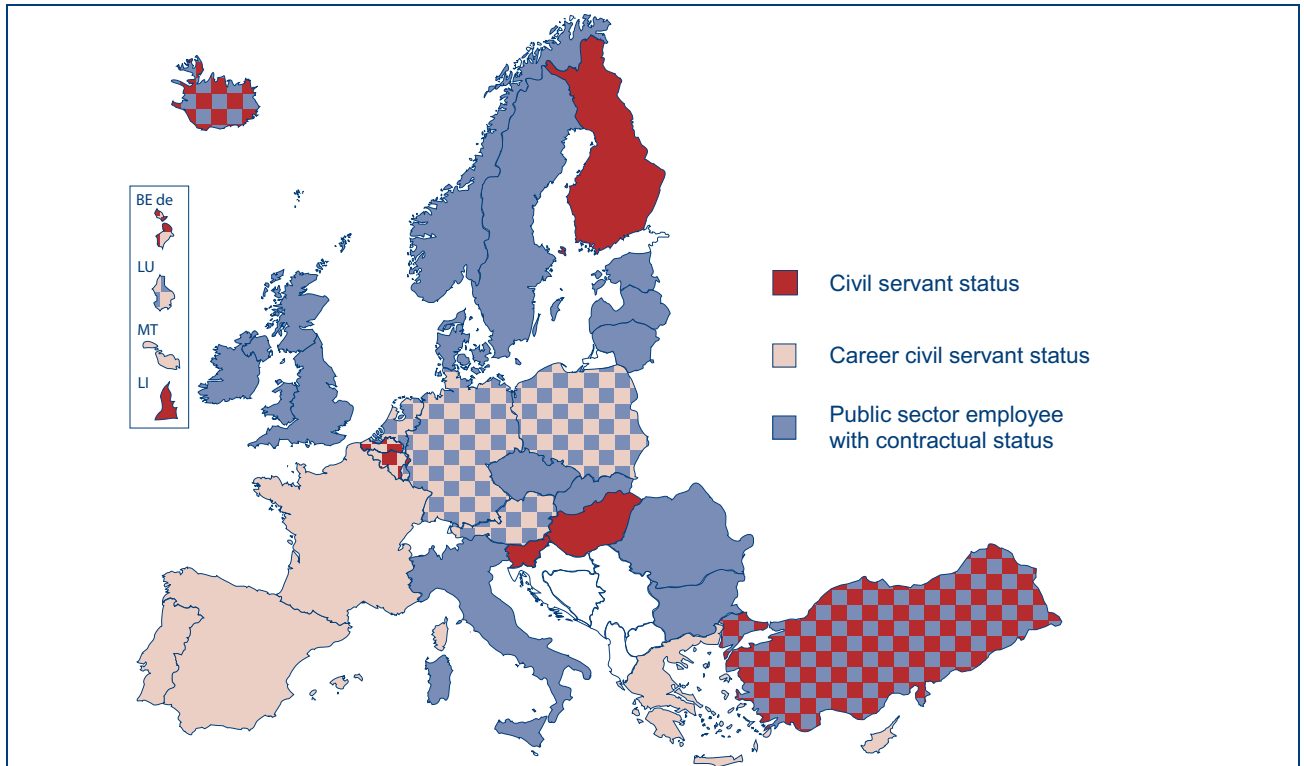 BE de
LU
MT
LI
Civil servant status
Career civil servant status
Public sector employee
with contractual status